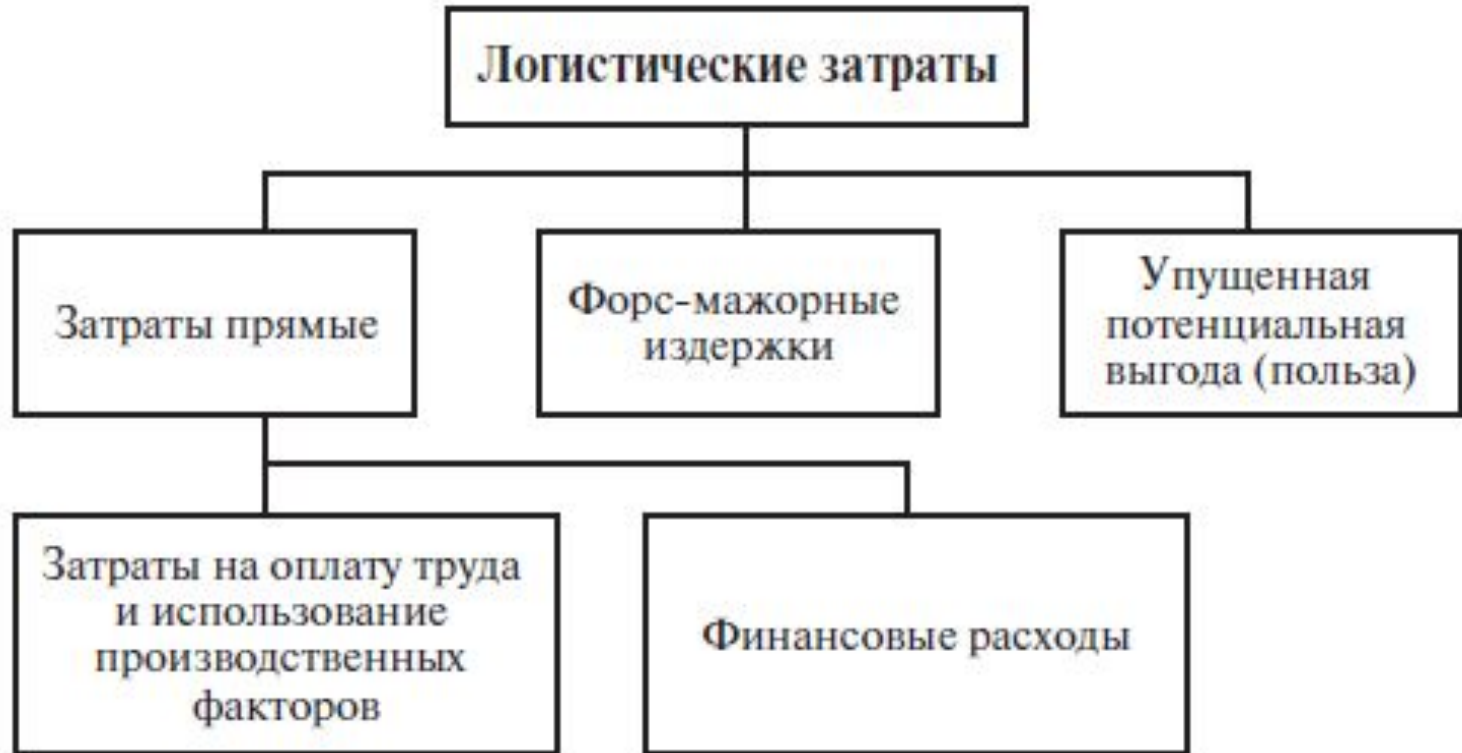 Логистические затраты
Затраты прямые
Форс-мажорные
издержки
Упущенная
потенциальная
выгода (польза)
Затраты на оплату труда
и использование
производственных
факторов
Финансовые расходы